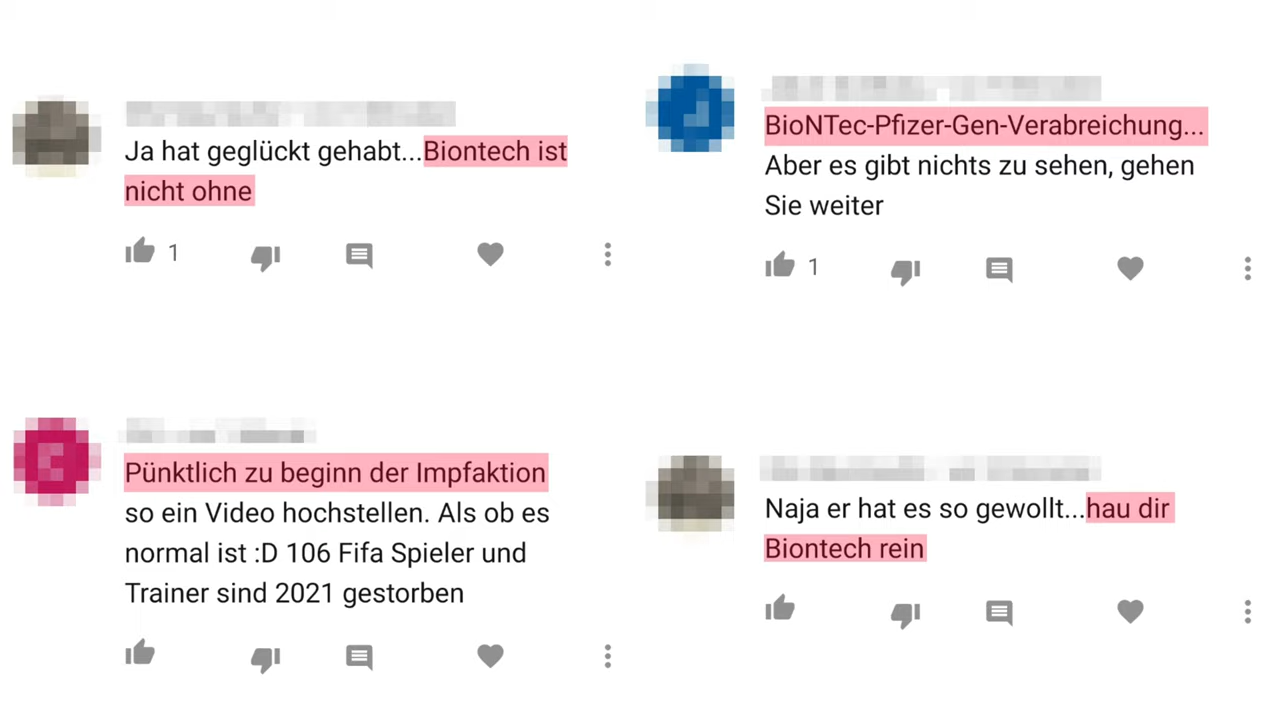 Ja hat geglückt gehabt...Biontech ist
nicht ohne
1
BioNTec-Pfizer-Gen-Verabreichung...
Aber es gibt nichts zu sehen, gehen
Sie weiter
1
Pünktlich zu beginn der Impfaktion
so ein Video hochstellen. Als ob es
normal ist :D 106 Fifa Spieler und
Trainer sind 2021 gestorben
Naja er hat es so gewollt...hau dir
Biontech rein